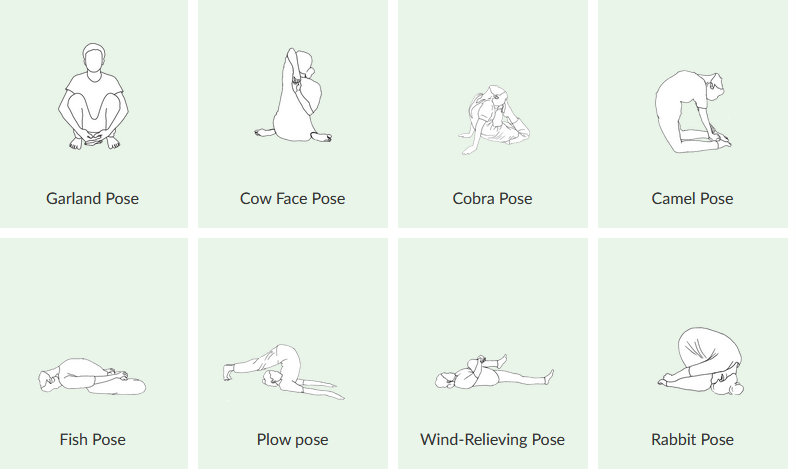 Garland Pose
Cow Face Pose
Cobra Pose
Camel Pose
Fish Pose
Plow pose
Wind-Relieving Pose
Rabbit Pose